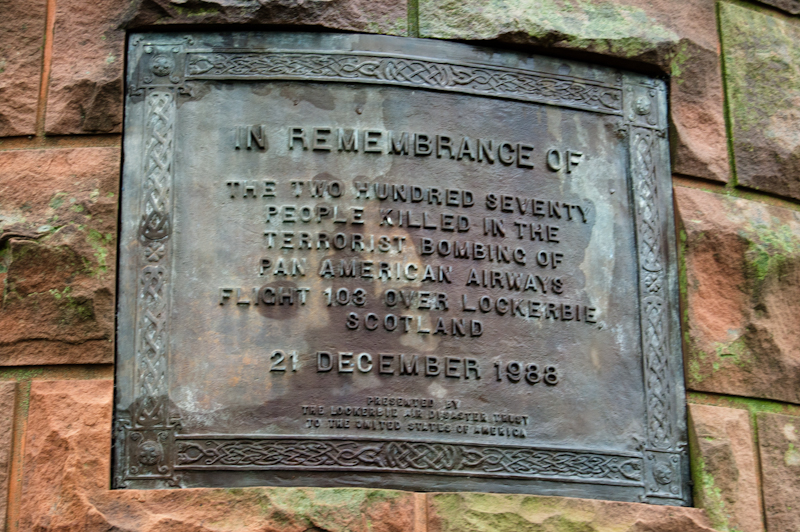 IN REMEMBRANCE OF
THE TWO HUNDRED SEVENTY
PEOPLE KILLED IN THE
TERRORIST BOMBING OF
PAN AMERICAN AIRWAYS
FLIGHT 103 OVER LOCKERBIE,
SCOTLAND
21 DECEMBER 1988
PRESENTED BY
THE LOCKERBIE AIR DISASTER TRUST
TO THE UNITED STATES OF AMERICA